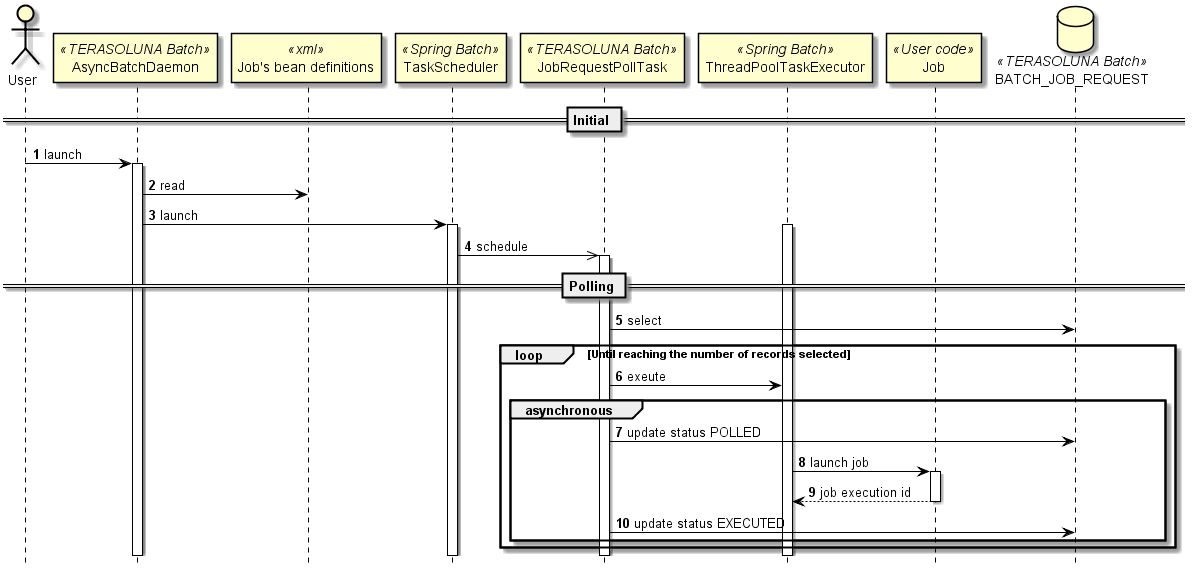 User
«TERASOLUNA Batch»
AsyncBatchDaemon
«xml»
Job's bean definitions
«Spring Batch»
TaskScheduler
«TERASOLUNA Batch»
JobRequestPollTask
«Spring Batch»
ThreadPoolTaskExecutor
«User code»
Job
«TERASOLUNA Batch»
BATCH_JOB_REQUEST
Initial
1 launch
2 read
3 launch
4 schedule
Polling
5 select
loop [Until reaching the number of records selected]
6 exeute
asynchronous
7 update status POLLED
8 launch job
9 job execution id
10 update status EXECUTED